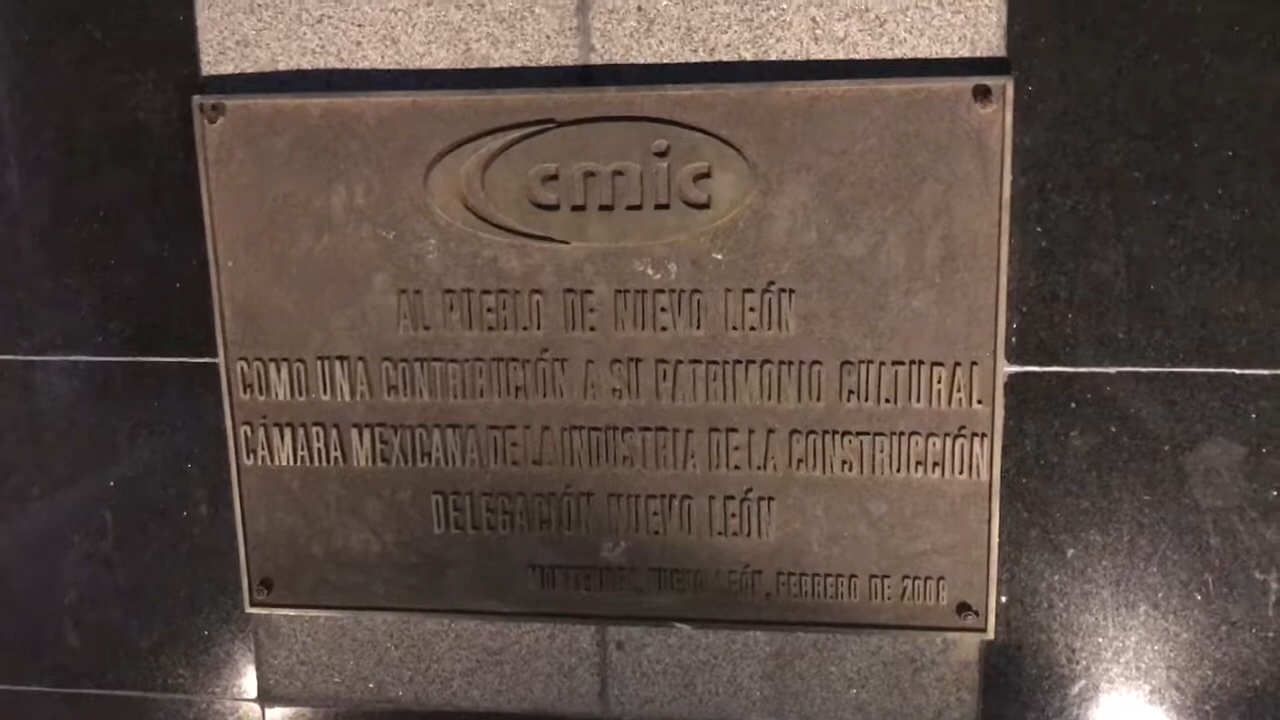 cmic
AL PUEBLO DE NUEVO LEÓN
COMO UNA CONTRIBUCIÓN A SU PATRIMONIO CULTURAL
CÁMARA MEXICANA DE LA INDUSTRIA DE LA CONSTRUCCIÓN
DELEGACIÓN NUEVO LEÓN
MONTERREY, NUEVO LEÓN, FEBRERO DE 2008